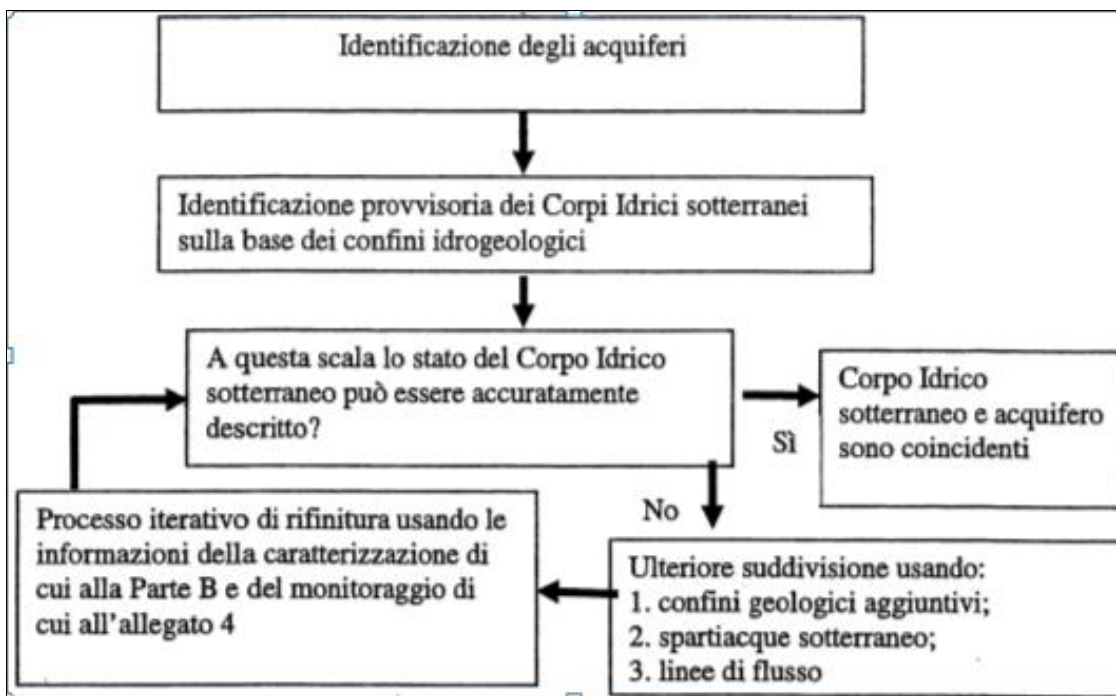 Identificazione degli acquiferi
Identificazione provvisoria dei Corpi Idrici sotterranei
sulla base dei confini idrogeologici
A questa scala lo stato del Corpo Idrico
sotterraneo può essere accuratamente
descritto?
Sì
Corpo Idrico
sotterraneo e acquifero
sono coincidenti
No
Ulteriore suddivisione usando:
1. confini geologici aggiuntivi;
2. spartiacque sotterraneo;
3. linee di flusso
Processo iterativo di rifinitura usando le
informazioni della caratterizzazione di
cui alla Parte B e del monitoraggio di
cui all'allegato 4